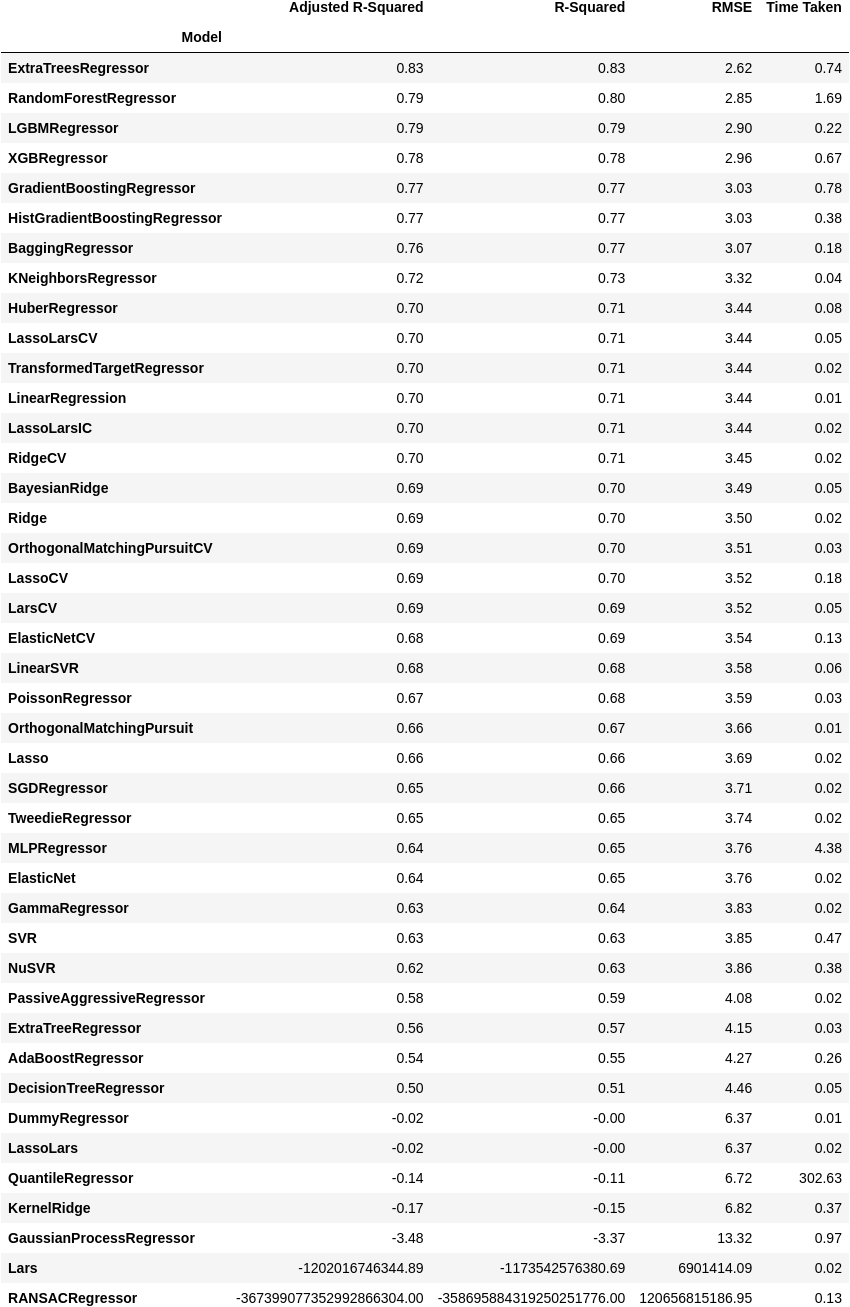 Adjusted R-Squared R-Squared RMSE Time Taken
Model
ExtraTreesRegressor 0.83 0.83 2.62 0.74
RandomForestRegressor 0.79 0.80 2.85 1.69
LGBMRegressor 0.79 0.79 2.90 0.22
XGBRegressor 0.78 0.78 2.96 0.67
GradientBoostingRegressor 0.77 0.77 3.03 0.78
HistGradientBoostingRegressor 0.77 0.77 3.03 0.38
BaggingRegressor 0.76 0.77 3.07 0.18
KNeighborsRegressor 0.72 0.73 3.32 0.04
HuberRegressor 0.70 0.71 3.44 0.08
LassoLarsCV 0.70 0.71 3.44 0.05
TransformedTargetRegressor 0.70 0.71 3.44 0.02
LinearRegression 0.70 0.71 3.44 0.01
LassoLarsIC 0.70 0.71 3.44 0.02
RidgeCV 0.70 0.71 3.45 0.02
BayesianRidge 0.69 0.70 3.49 0.05
Ridge 0.69 0.70 3.50 0.02
OrthogonalMatchingPursuitCV 0.69 0.70 3.51 0.03
LassoCV 0.69 0.70 3.52 0.18
LarsCV 0.69 0.69 3.52 0.05
ElasticNetCV 0.68 0.69 3.54 0.13
LinearSVR 0.68 0.68 3.58 0.06
PoissonRegressor 0.67 0.68 3.59 0.03
OrthogonalMatchingPursuit 0.66 0.67 3.66 0.01
Lasso 0.66 0.66 3.69 0.02
SGDRegressor 0.65 0.66 3.71 0.02
TweedieRegressor 0.65 0.65 3.74 0.02
MLPRegressor 0.64 0.65 3.76 4.38
ElasticNet 0.64 0.65 3.76 0.02
GammaRegressor 0.63 0.64 3.83 0.02
SVR 0.63 0.63 3.85 0.47
NuSVR 0.62 0.63 3.86 0.38
PassiveAggressiveRegressor 0.58 0.59 4.08 0.02
ExtraTreeRegressor 0.56 0.57 4.15 0.03
AdaBoostRegressor 0.54 0.55 4.27 0.26
DecisionTreeRegressor 0.50 0.51 4.46 0.05
DummyRegressor -0.02 -0.00 6.37 0.01
LassoLars -0.02 -0.00 6.37 0.02
QuantileRegressor -0.14 -0.11 6.72 302.63
KernelRidge -0.17 -0.15 6.82 0.37
GaussianProcessRegressor -3.48 -3.37 13.32 0.97
Lars -1202016746344.89 -1173542576380.69 6901414.09 0.02
RANSACRegressor -367399077352992866304.00 -358695884319250251776.00 120656815186.95 0.13